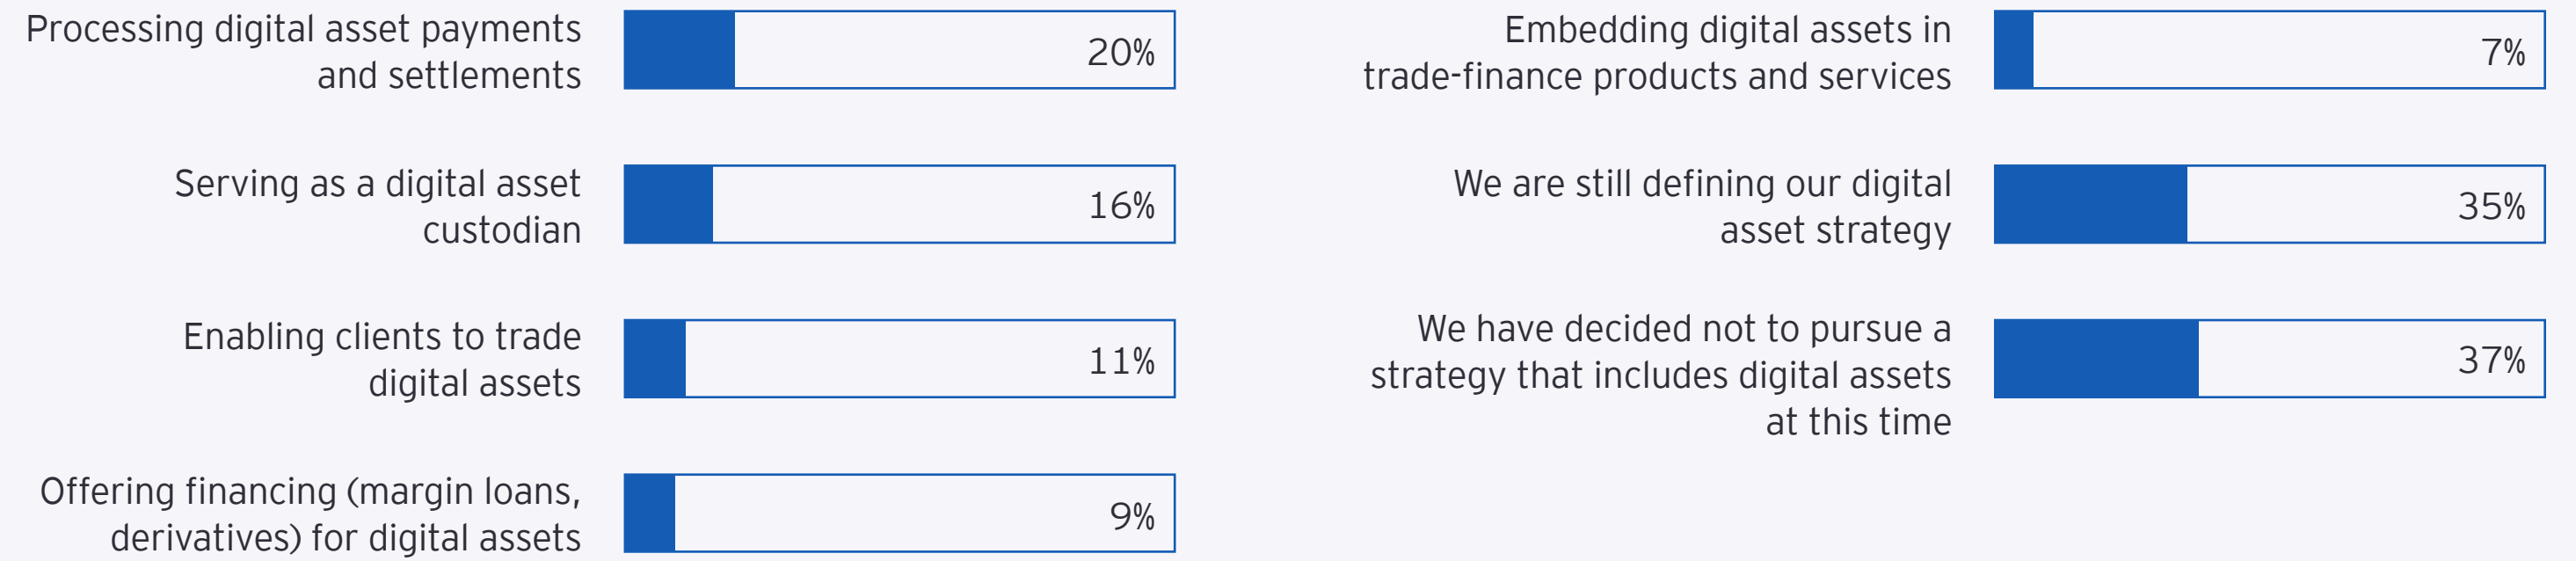 Processing digital asset payments
and settlements
20%
Serving as a digital asset
custodian
16%
Enabling clients to trade
digital assets
11%
Offering financing (margin loans,
derivatives) for digital assets
9%
Embedding digital assets in
trade-finance products and services
7%
We are still defining our digital
asset strategy
35%
We have decided not to pursue a
strategy that includes digital assets
at this time
37%